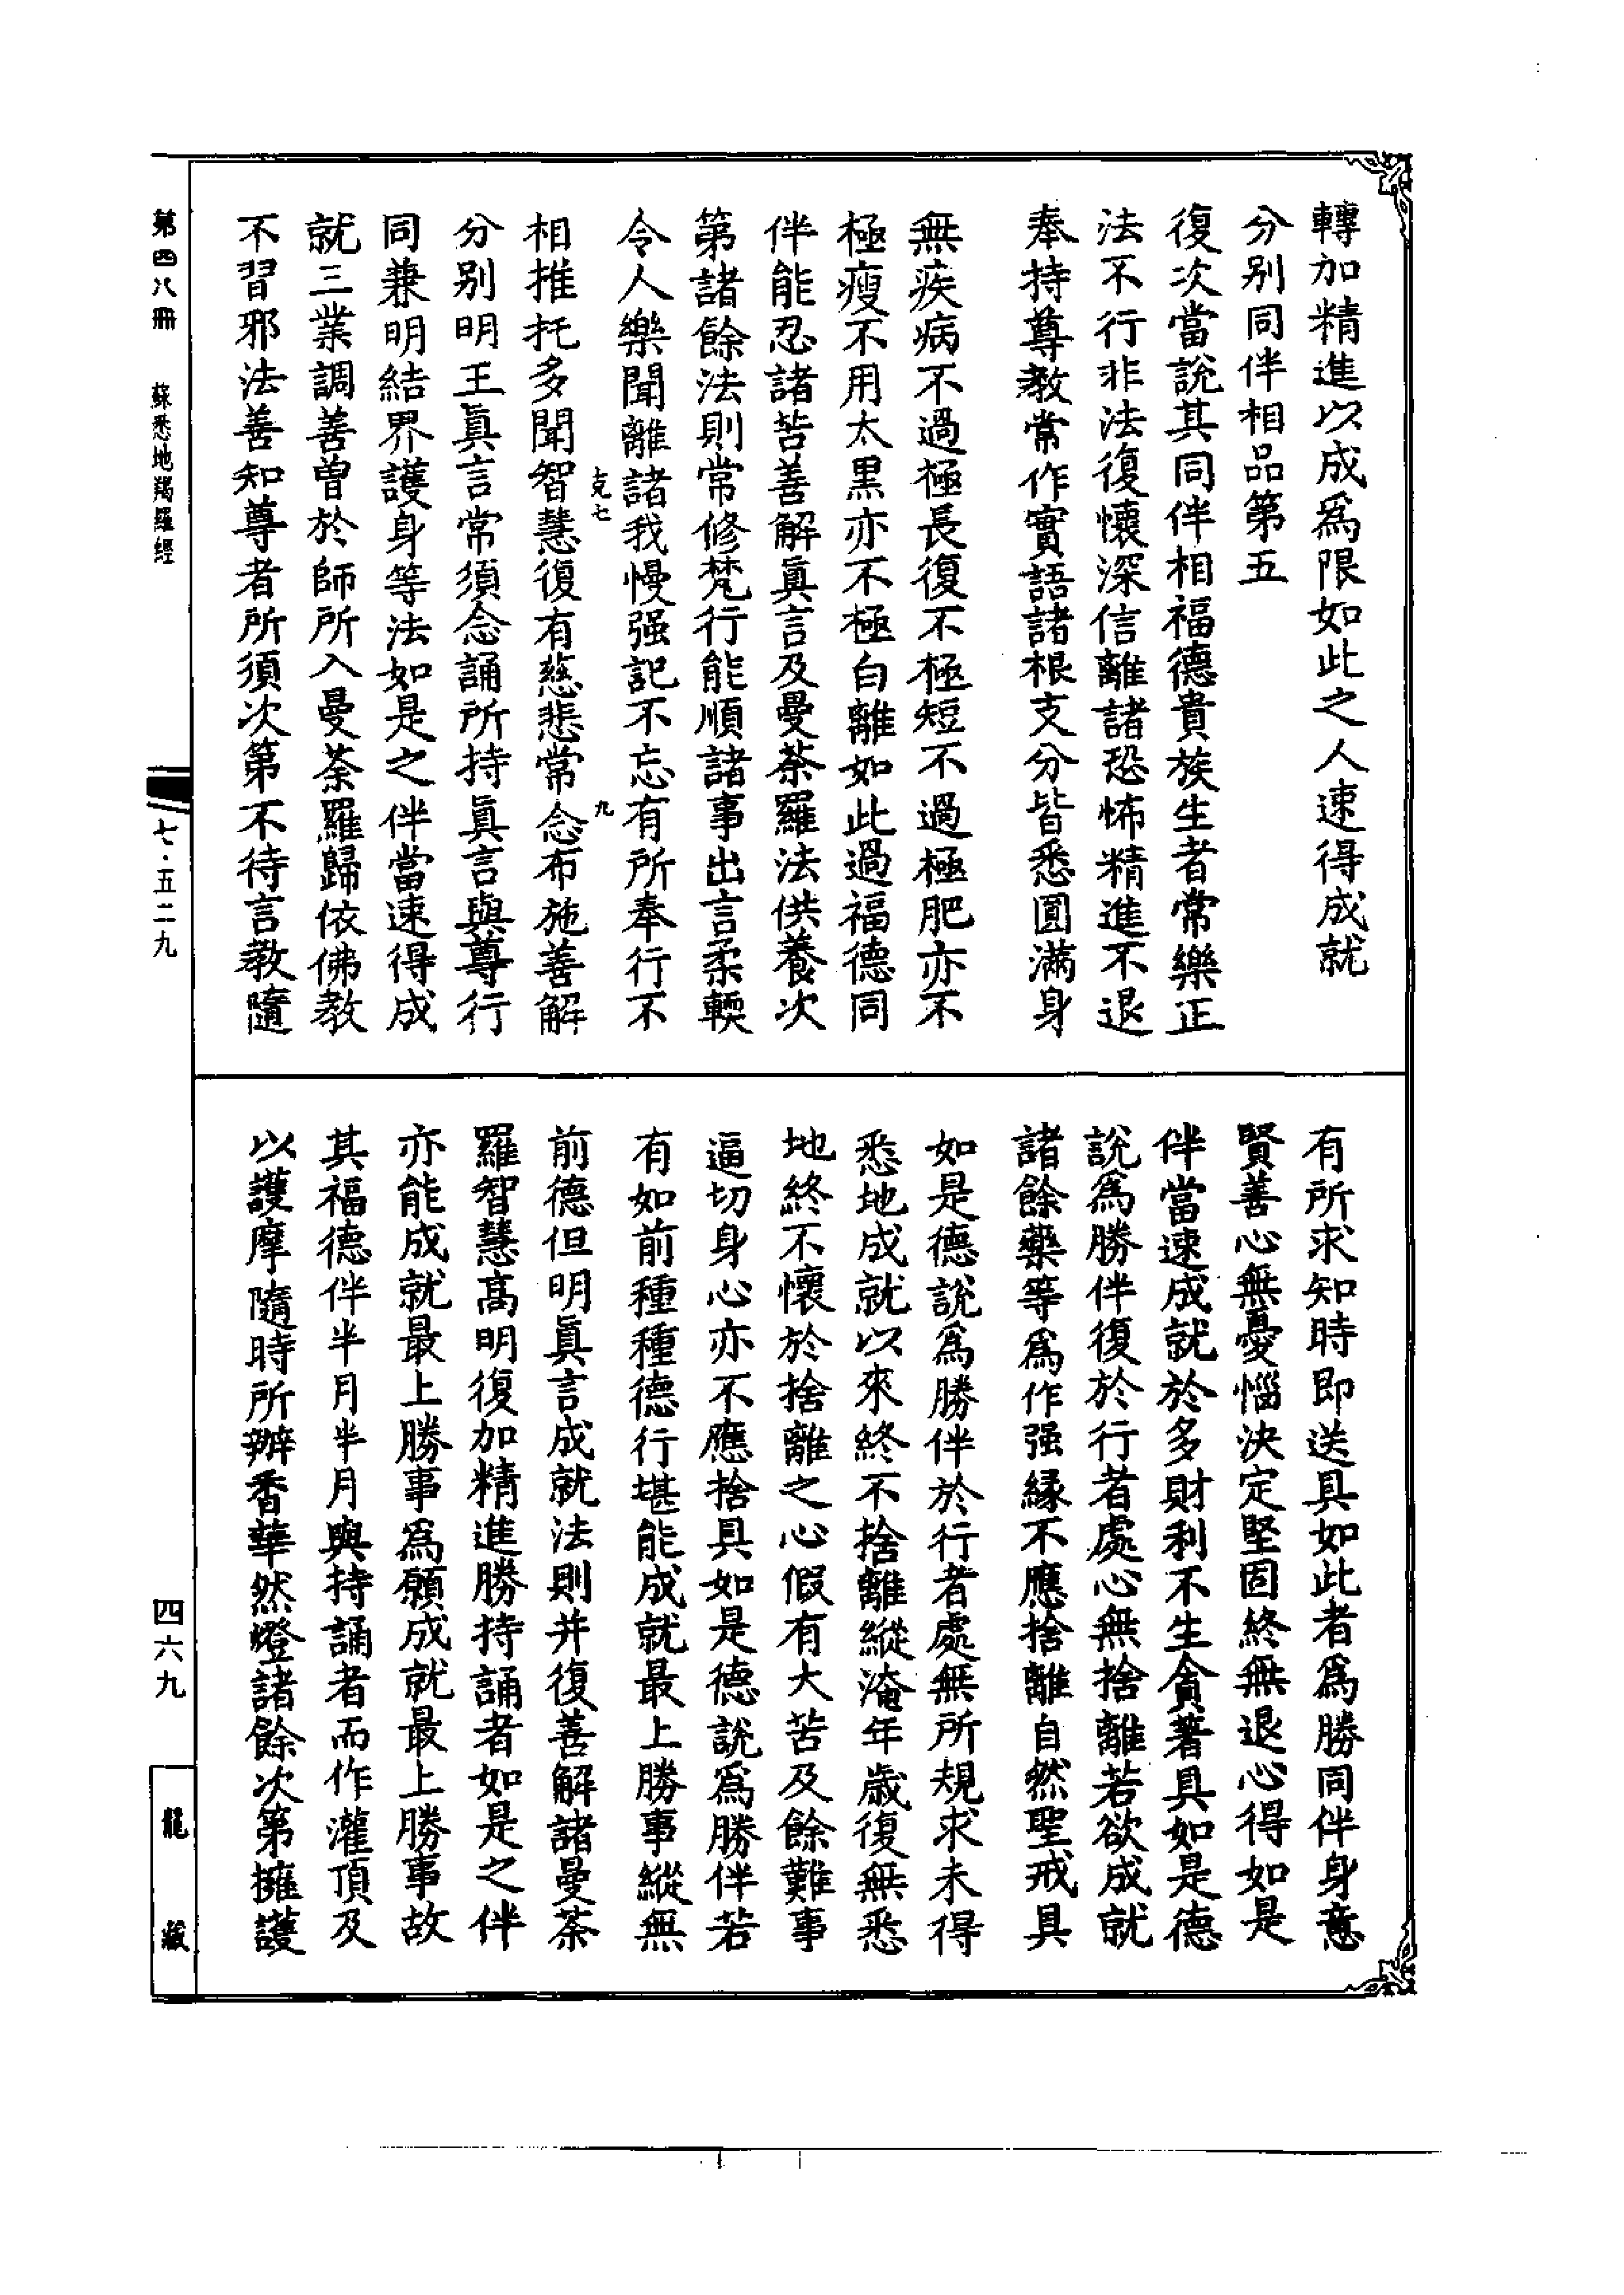 轉加精進以成爲限如此之人速得成就
分别同伴相品第五
復次當說其同伴相福德貴族生者常樂正
法不行非法復懷深信離諸恐怖精進不退
奉持尊教常作實語諸根支分皆悉圓滿身
無疾病不過極長復不極短不過極肥亦不
極瘦不用太黒亦不極白離如此過福德同
伴能忍諸苦善解眞言及曼荼羅法供養次
第諸餘法則常修梵行能順諸事出言柔輭
令人樂聞離諸我慢强記不忘有所奉行不
克七
九
相推托多聞智慧復有慈悲常念布施善解
分别明王眞言常須念誦所持眞言與尊行
同兼明結界護身等法如是之伴當速得成
就三業調善曽於師所入曼荼羅歸依佛教
不習邪法善知尊者所須次第不待言教隨
有所求知時即送具如此者爲勝同伴身意
賢善心無憂惱決定堅固終無退心得如是
伴當速成就於多財利不生貪著具如是德
說爲勝伴復於行者處心無捨離若欲成就
諸餘藥等爲作强縁不應捨離自然聖戒具
如是德說爲勝伴於行者處無所規求未得
悉地成就以來終不捨離縱淹年歲復無悉
地終不懷於捨離之心假有大苦及餘難事
逼切身心亦不應捨具如是德說爲勝伴若
有如前種種德行堪能成就最上勝事縱無
前德但明眞言成就法則并復善解諸曼荼
羅智慧高明復加精進勝持誦者如是之伴
亦能成就最上勝事爲願成就最上勝事故
其福德伴半月半月與持誦者而作灌頂及
以護摩隨時所辦香華然燈諸餘次第擁護
第四八冊
蘇悉地羯羅經
七·五二九
四六九
龍藏